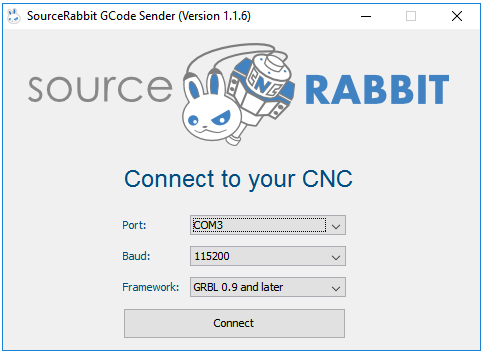 SourceRabbit GCode Sender (Version 1.1.6)
source CNC RABBIT
Connect to your CNC
Port: COM3
Baud: 115200
Framework: GRBL 0.9 and later
Connect